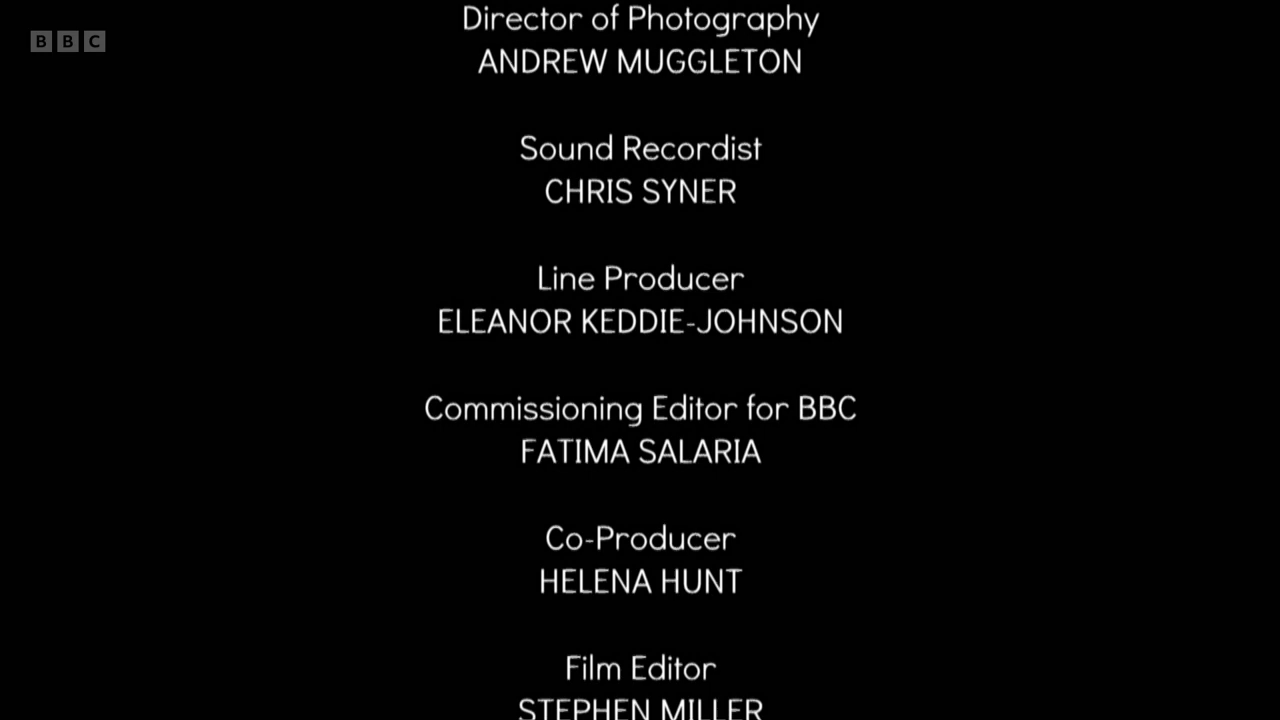 BBC
Director of Photography
ANDREW MUGGLETON
Sound Recordist
CHRIS SYNER
Line Producer
ELEANOR KEDDIE-JOHNSON
Commissioning Editor for BBC
FATIMA SALARIA
Co-Producer
HELENA HUNT
Film Editor
STEPHEN MILLER